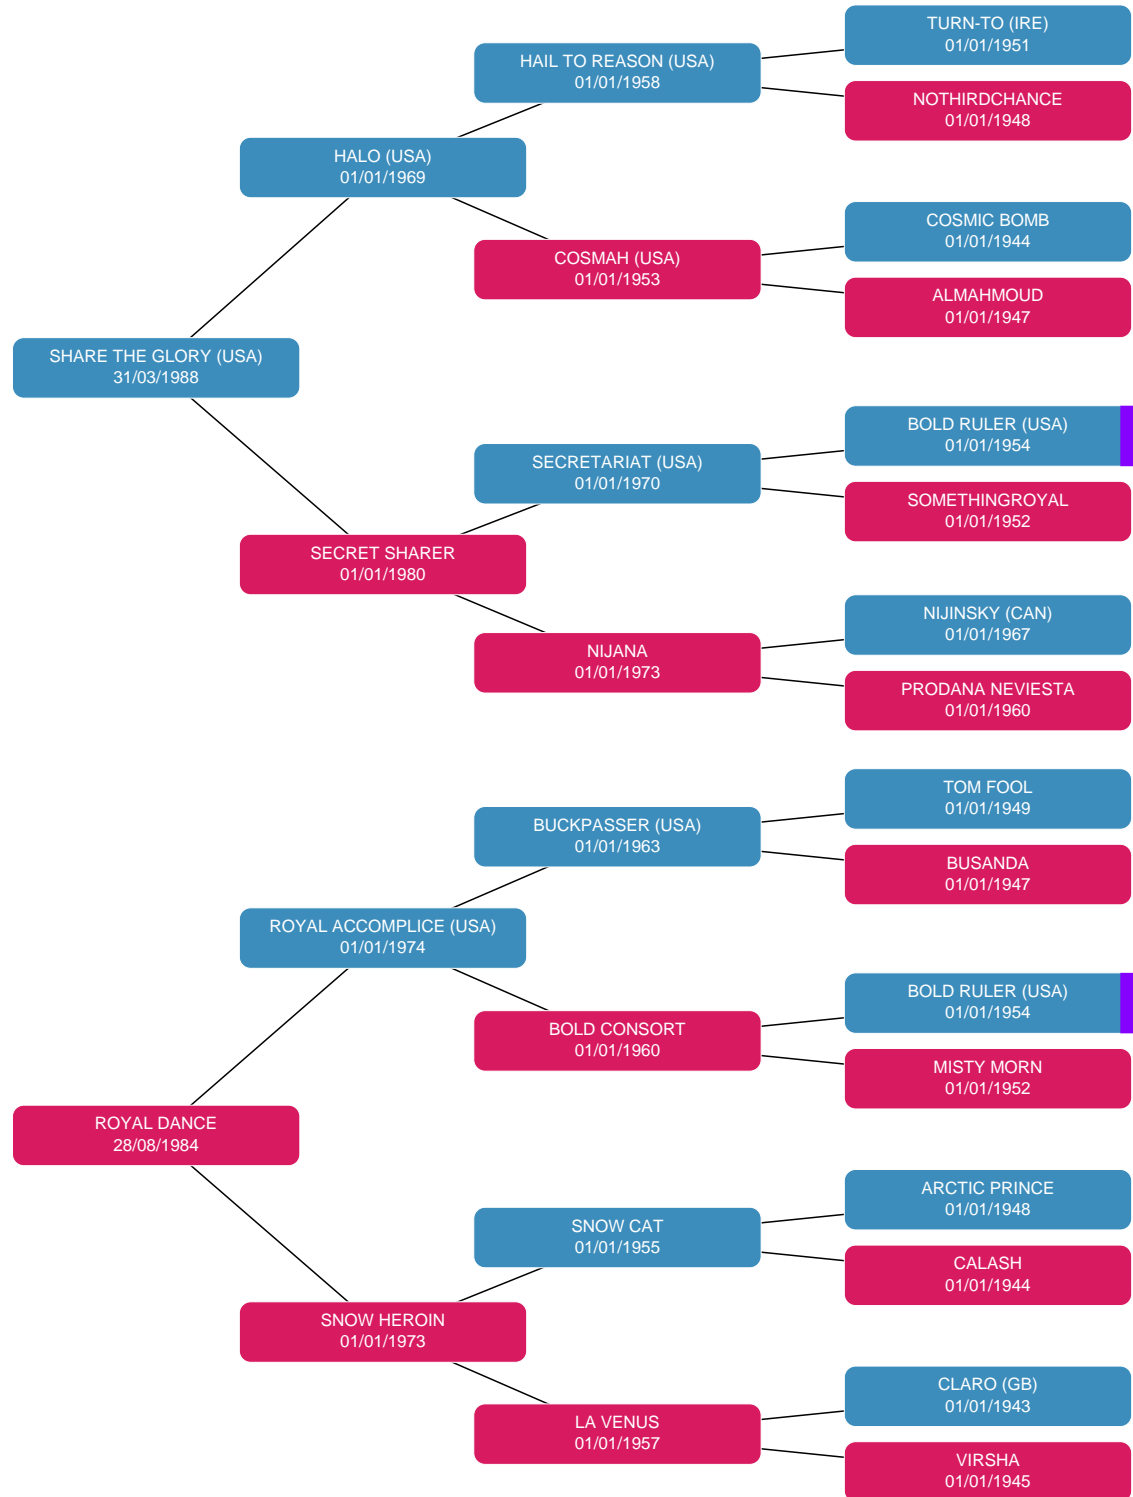 TURN-TO (IRE)
01/01/1951
HAIL TO REASON (USA)
01/01/1958
NOTHIRDCHANCE
01/01/1948
HALO (USA)
01/01/1969
COSMIC BOMB
01/01/1944
COSMAH (USA)
01/01/1953
ALMAHMOUD
01/01/1947
SHARE THE GLORY (USA)
31/03/1988
BOLD RULER (USA)
01/01/1954
SECRETARIAT (USA)
01/01/1970
SOMETHINGROYAL
01/01/1952
SECRET SHARER
01/01/1980
NIJINSKY (CAN)
01/01/1967
NIJANA
01/01/1973
PRODANA NEVIESTA
01/01/1960
TOM FOOL
01/01/1949
BUCKPASSER (USA)
01/01/1963
BUSANDA
01/01/1947
ROYAL ACCOMPLICE (USA)
01/01/1974
BOLD RULER (USA)
01/01/1954
BOLD CONSORT
01/01/1960
MISTY MORN
01/01/1952
ROYAL DANCE
28/08/1984
ARCTIC PRINCE
01/01/1948
SNOW CAT
01/01/1955
CALASH
01/01/1944
SNOW HEROIN
01/01/1973
CLARO (GB)
01/01/1943
LA VENUS
01/01/1957
VIRSHA
01/01/1945